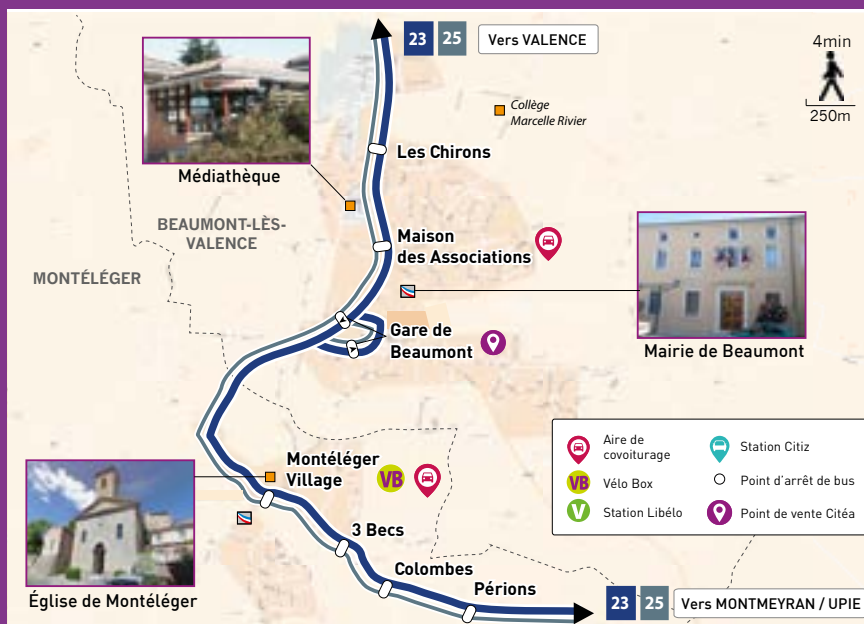 23 25 Vers VALENCE
4min
250m
Collège
Marcelle Rivier
Les Chirons
Médiathèque
BEAUMONT-LÈS-
VALENCE
MONTÉLÉGER
Maison
des Associations
Gare de
Beaumont
Mairie de Beaumont
Aire de
covoiturage
VB Vélo Box
V Station Libélo
Station Citiz
Point d'arrêt de bus
Point de vente Citéa
Montéléger
Village
VB
3 Becs
Colombes
Périons
Église de Montéléger
23 25 Vers MONTMEYRAN / UPIE